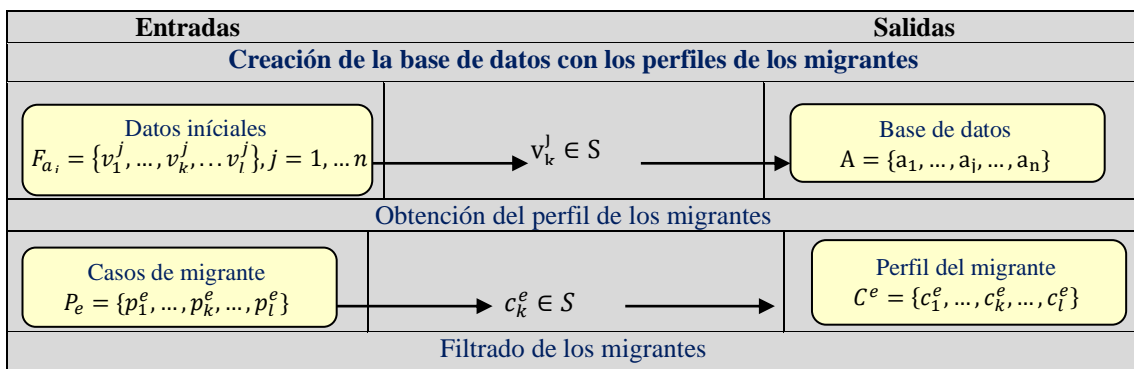 Entradas Salidas
Creación de la base de datos con los perfiles de los migrantes
Datos iníciales
F_{a_i} = {v_1^j, …, v_k^j, … v_l^j}, j = 1, … n
v_k^J ∈ S
Base de datos
A = {a_1, …, a_j, …, a_n}
Obtención del perfil de los migrantes
Casos de migrante
P_e = {p_1^e, …, p_k^e, …, p_l^e}
c_k^e ∈ S
Perfil del migrante
C^e = {c_1^e, …, c_k^e, …, c_l^e}
Filtrado de los migrantes